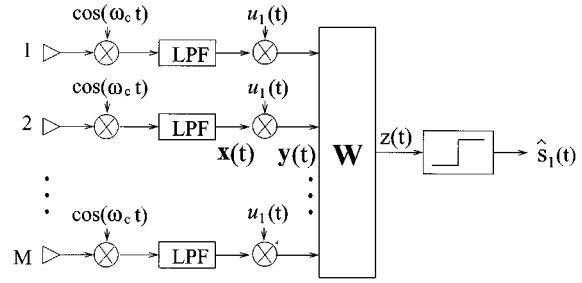 cos(ω_c t) u_1(t)
1 LPF
cos(ω_c t) u_1(t)
2 LPF
x(t) y(t) W z(t) ŝ_1(t)
cos(ω_c t) u_1(t)
M LPF